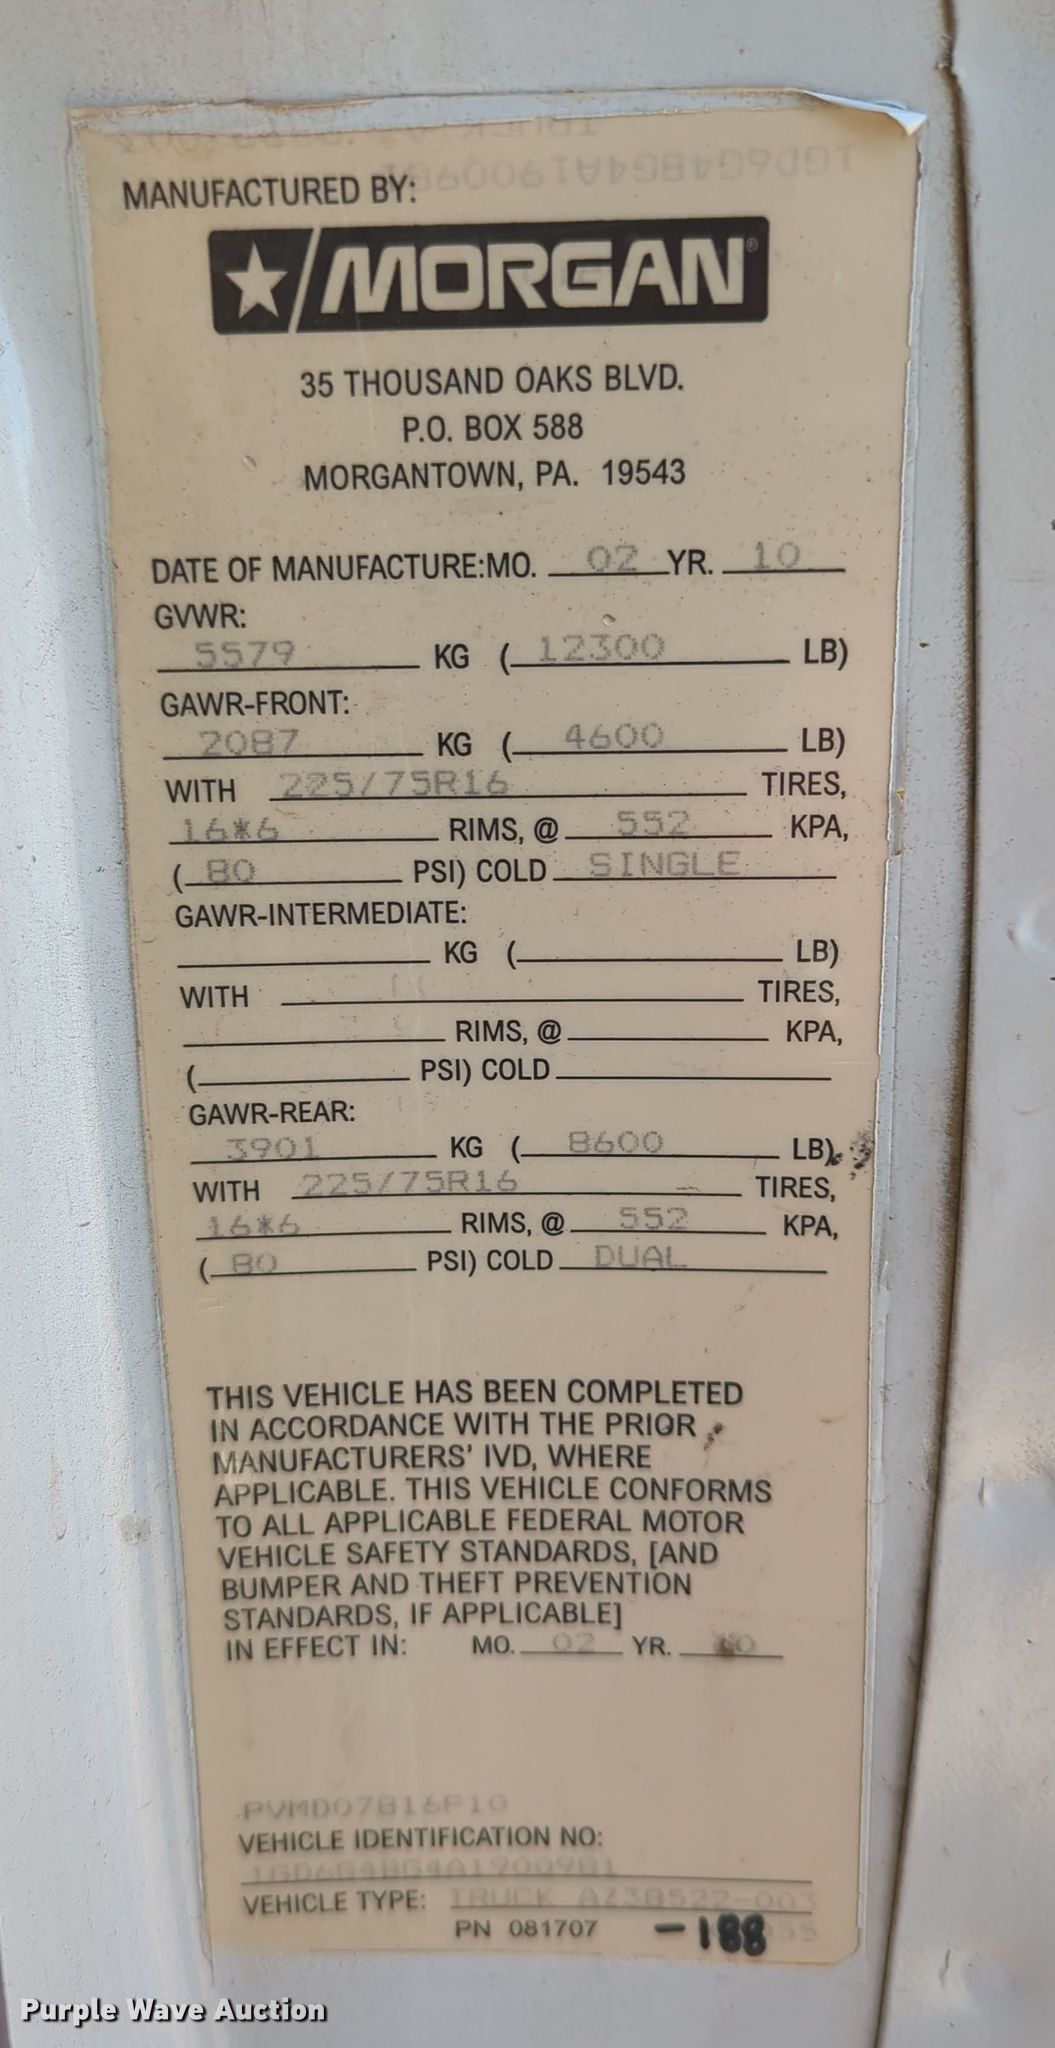 MANUFACTURED BY:
MORGAN®
35 THOUSAND OAKS BLVD.
P.O. BOX 588
MORGANTOWN, PA. 19543
DATE OF MANUFACTURE:MO. 02 YR. 10
GVWR:
5579 KG (12300 LB)
GAWR-FRONT:
2087 KG (4600 LB)
WITH 225/75R16 TIRES,
16*6 RIMS, @ 552 KPA,
(80 PSI) COLD SINGLE
GAWR-INTERMEDIATE:
KG ( LB)
WITH TIRES,
RIMS, @ KPA,
( PSI) COLD
GAWR-REAR:
3901 KG (8600 LB)
WITH 225/75R16 TIRES,
16*6 RIMS, @ 552 KPA,
(80 PSI) COLD DUAL
THIS VEHICLE HAS BEEN COMPLETED
IN ACCORDANCE WITH THE PRIOR
MANUFACTURERS' IVD, WHERE
APPLICABLE. THIS VEHICLE CONFORMS
TO ALL APPLICABLE FEDERAL MOTOR
VEHICLE SAFETY STANDARDS, [AND
BUMPER AND THEFT PREVENTION
STANDARDS, IF APPLICABLE]
IN EFFECT IN: MO. 02 YR. 10
PVMD07816P10
VEHICLE IDENTIFICATION NO:
1GD6G4BG4A1900981
VEHICLE TYPE: TRUCK AZ38522-003
PN 081707 -188
Purple Wave Auction